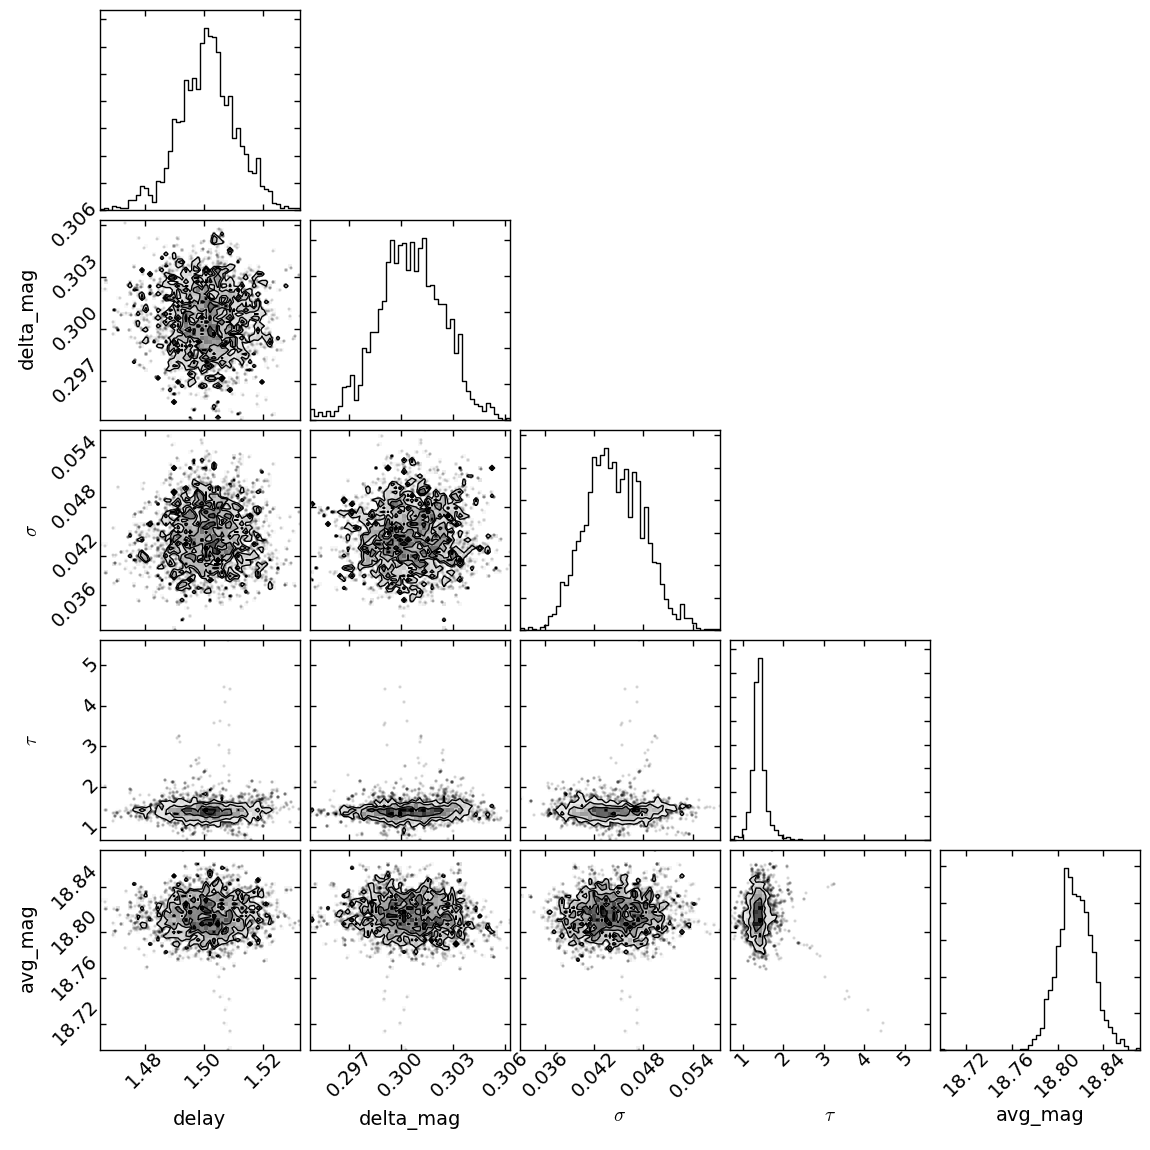 0.306
0.303
0.300
0.297
delta_mag
0.054
0.048
0.042
0.036
σ
5
4
3
2
1
τ
18.84
18.80
18.76
18.72
avg_mag
1.48 1.50 1.52
0.297 0.300 0.303 0.306
0.036 0.042 0.048 0.054
1 2 3 4 5
18.72 18.76 18.80 18.84
delay delta_mag σ τ avg_mag